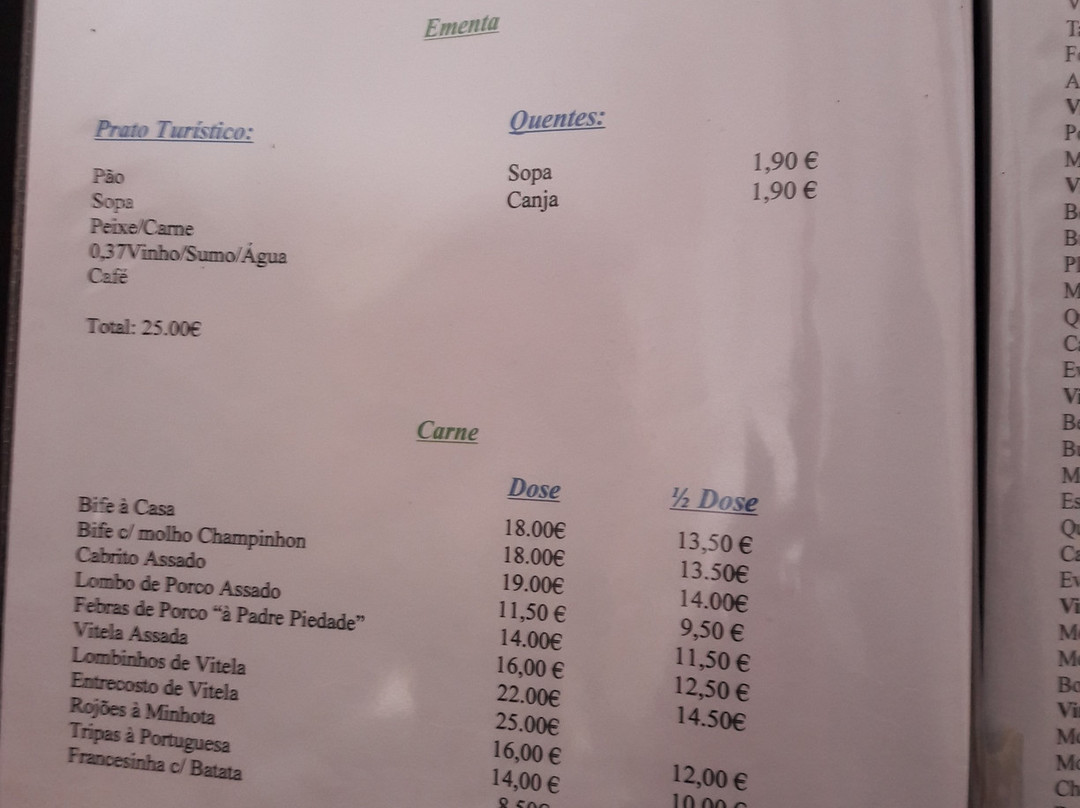 Ementa
Prato Turístico:
Pão
Sopa
Peixe/Carne
0,37Vinho/Sumo/Água
Café
Total: 25.00€
Quentes:
Sopa 1,90 €
Canja 1,90 €
Carne
Dose ½ Dose
Bife à Casa 18.00€ 13,50 €
Bife c/ molho Champinhon 18.00€ 13.50€
Cabrito Assado 19.00€ 14.00€
Lombo de Porco Assado 11,50 € 9,50 €
Febras de Porco “à Padre Piedade” 14.00€ 11,50 €
Vitela Assada 16,00 € 12,50 €
Lombinhos de Vitela 22.00€ 14.50€
Entrecosto de Vitela 25.00€
Rojões à Minhota 16,00 € 12,00 €
Tripas à Portuguesa 14,00 € 10,00 €
Francesinha c/ Batata 8,50€